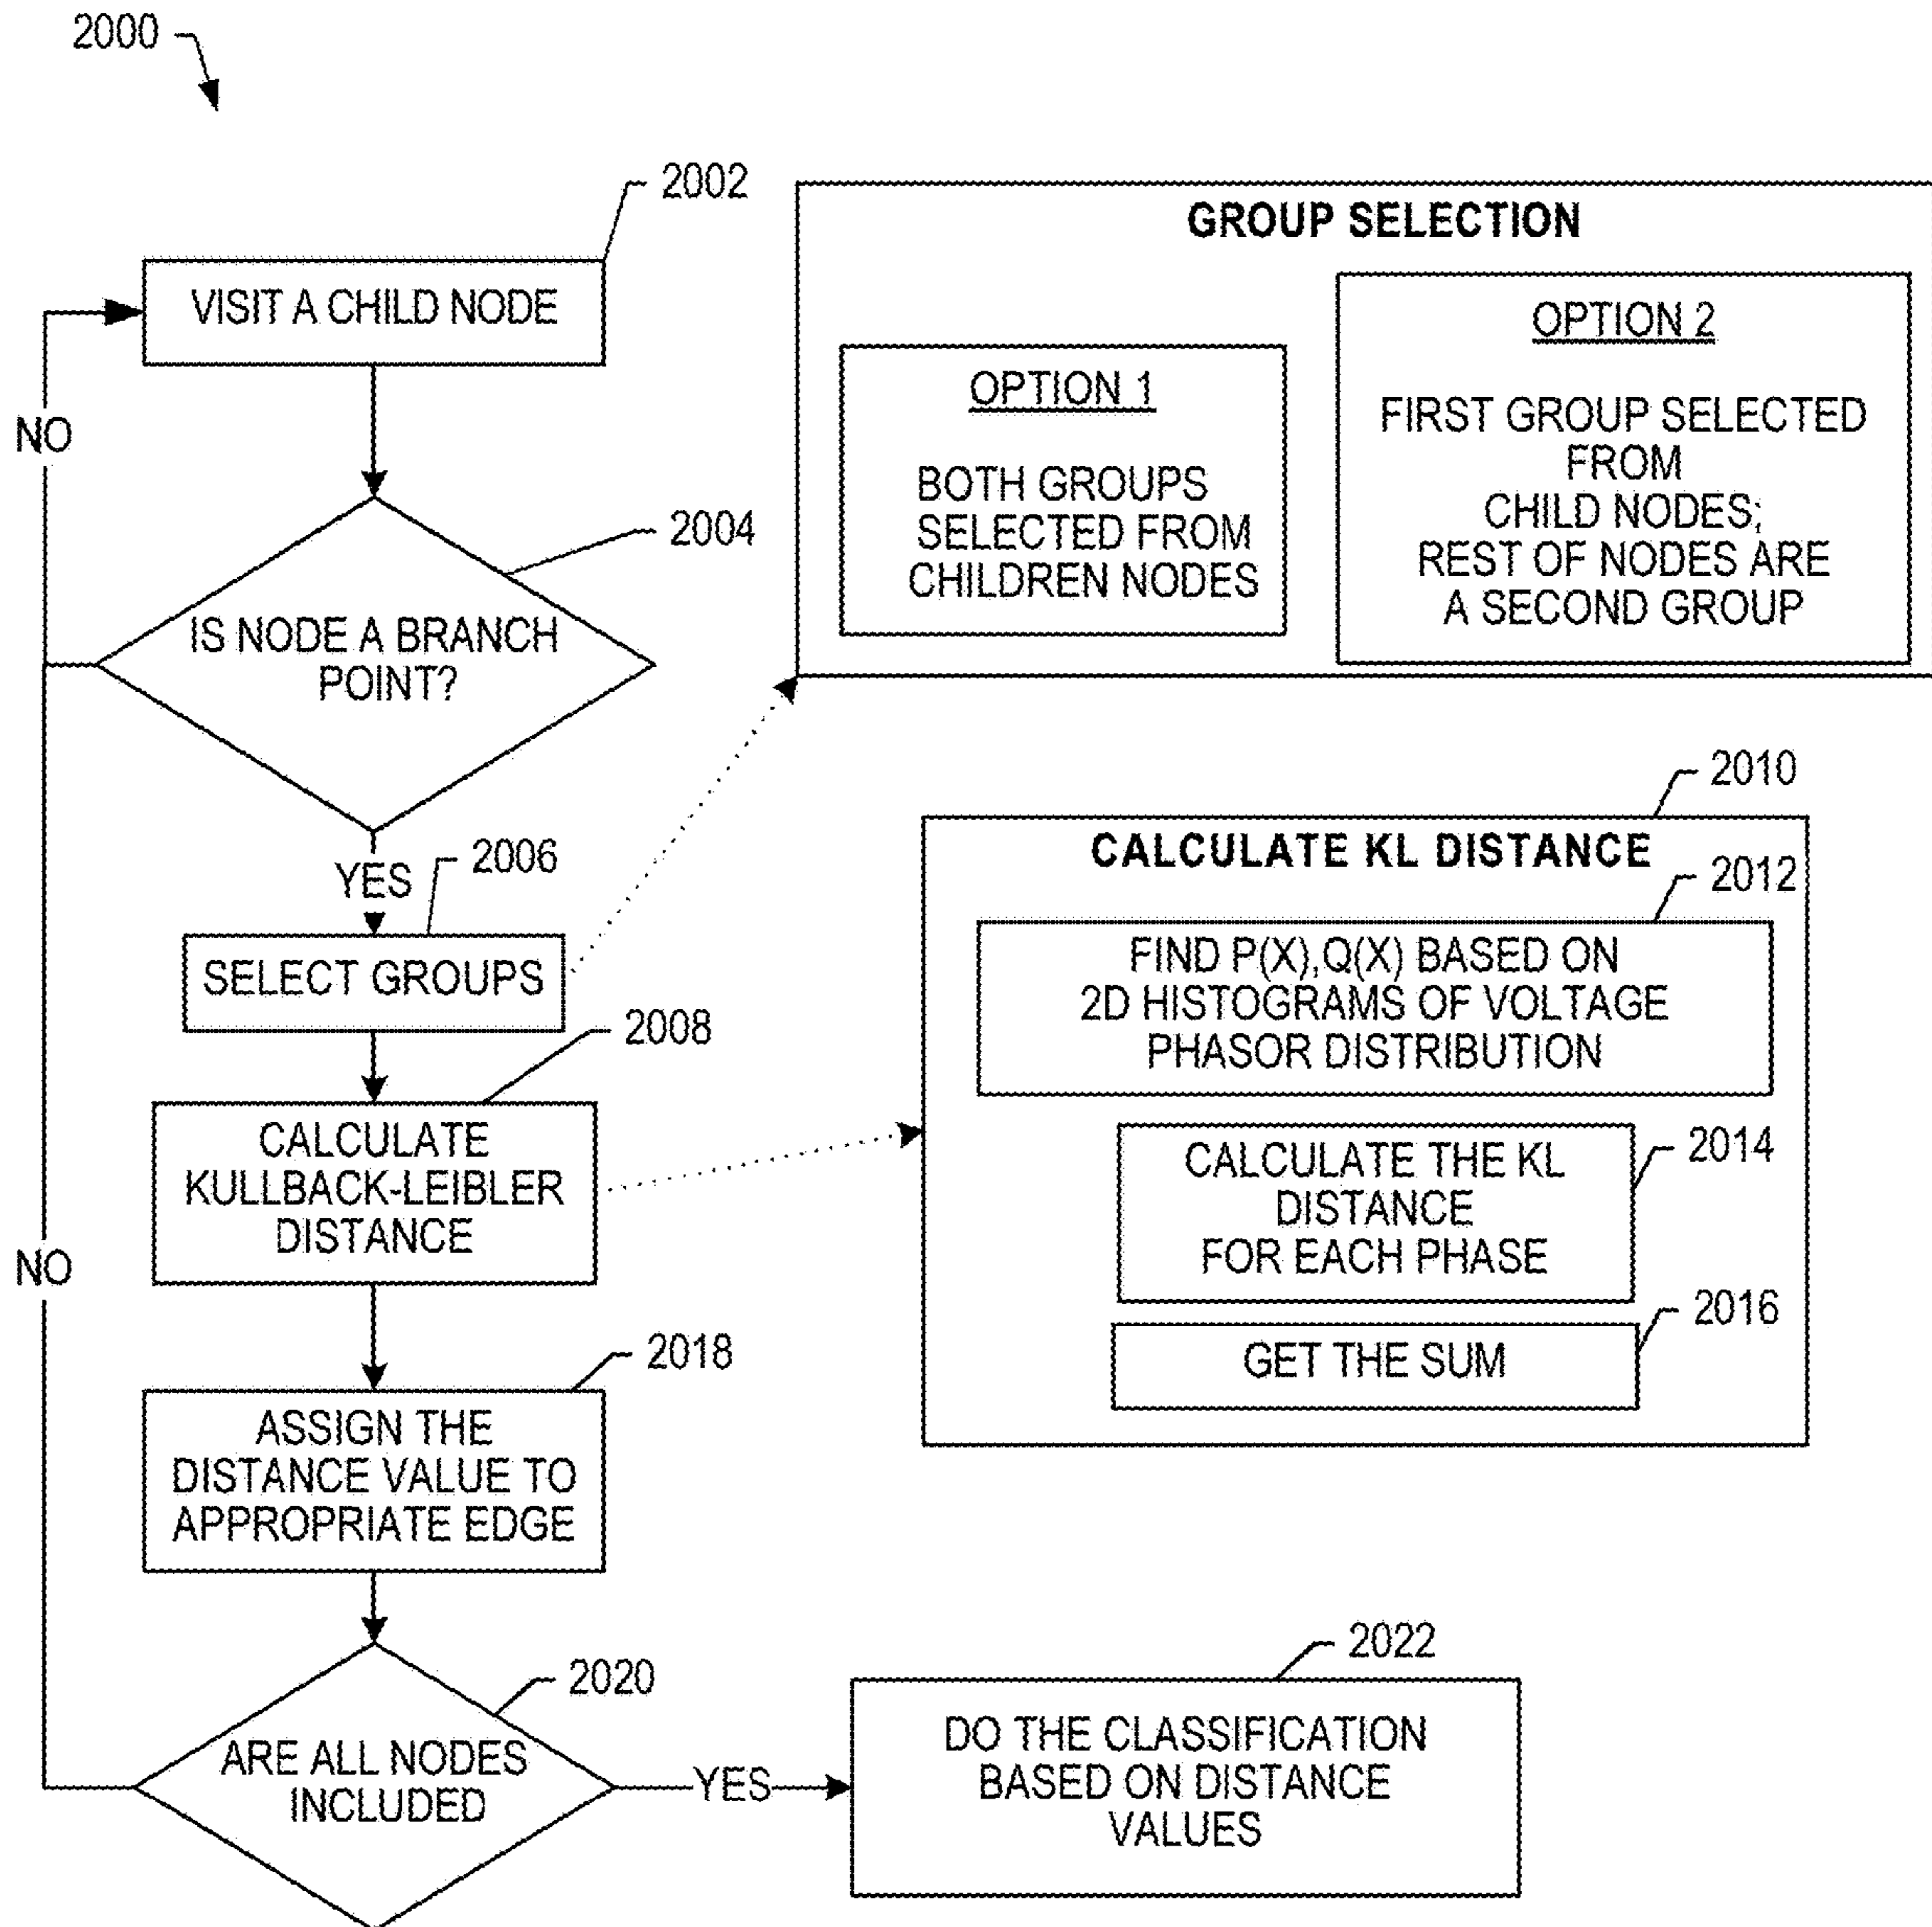 2000
2002
VISIT A CHILD NODE
NO
2004
IS NODE A BRANCH
POINT?
YES
2006
SELECT GROUPS
2008
CALCULATE
KULLBACK-LEIBLER
DISTANCE
NO
2018
ASSIGN THE
DISTANCE VALUE TO
APPROPRIATE EDGE
2020
ARE ALL NODES
INCLUDED
YES
2022
DO THE CLASSIFICATION
BASED ON DISTANCE
VALUES
GROUP SELECTION
OPTION 1
BOTH GROUPS
SELECTED FROM
CHILDREN NODES
OPTION 2
FIRST GROUP SELECTED
FROM
CHILD NODES;
REST OF NODES ARE
A SECOND GROUP
2010
CALCULATE KL DISTANCE
2012
FIND P(X),Q(X) BASED ON
2D HISTOGRAMS OF VOLTAGE
PHASOR DISTRIBUTION
2014
CALCULATE THE KL
DISTANCE
FOR EACH PHASE
2016
GET THE SUM